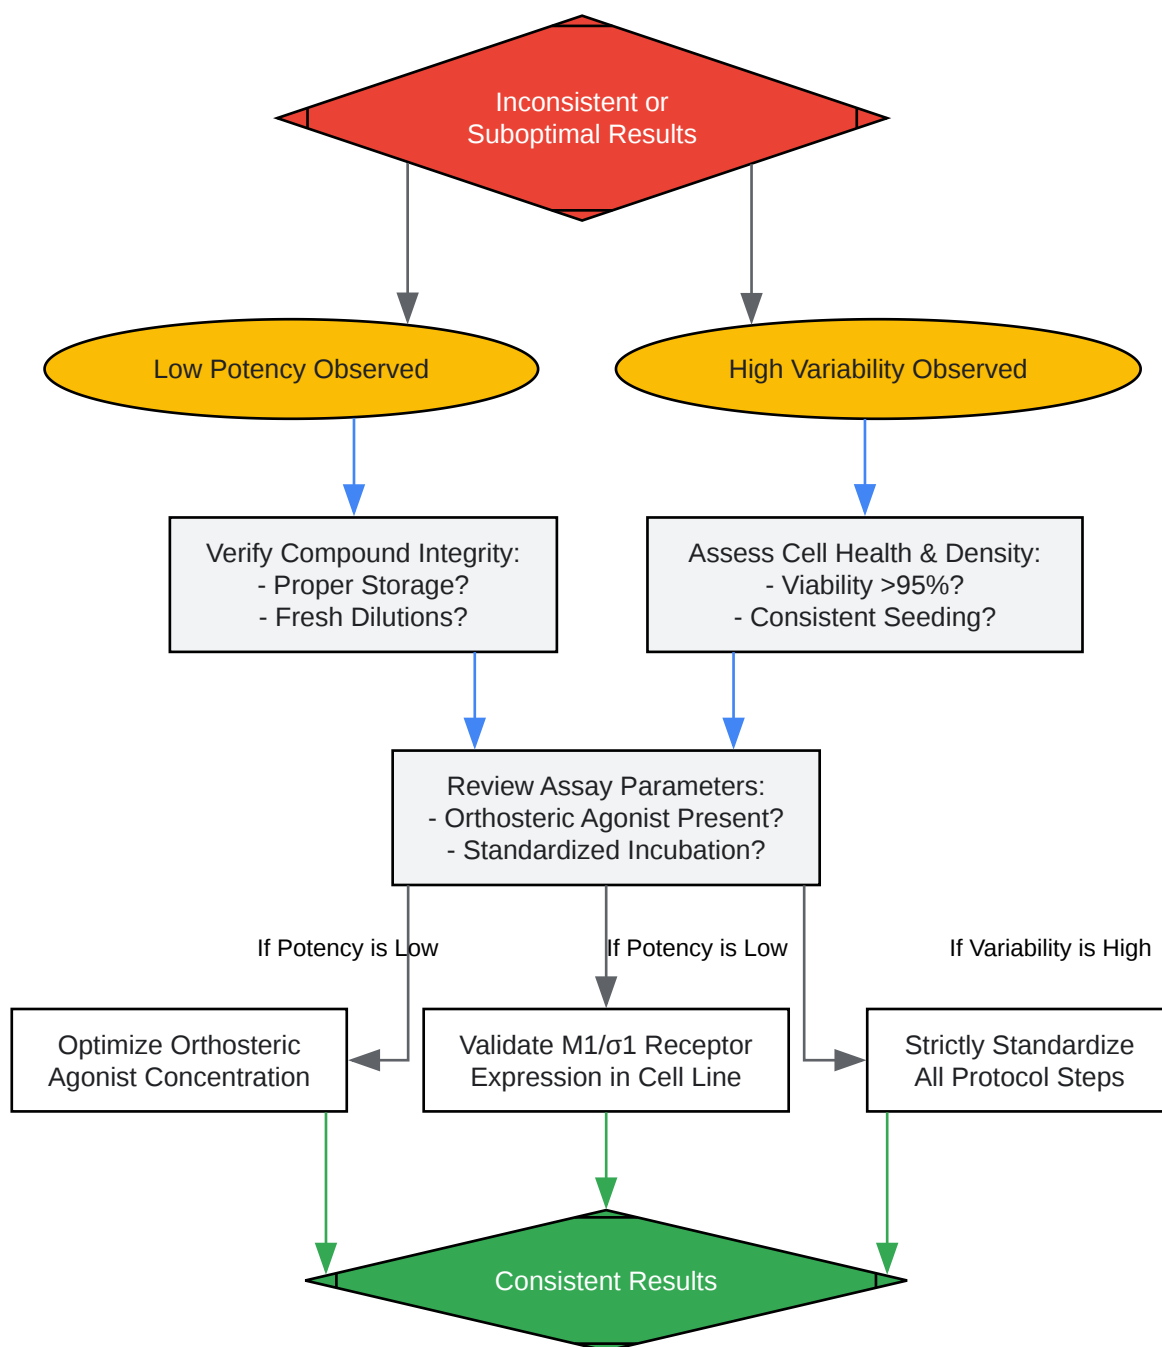 Inconsistent or
Suboptimal Results
Low Potency Observed
High Variability Observed
Verify Compound Integrity:
- Proper Storage?
- Fresh Dilutions?
Assess Cell Health & Density:
- Viability >95%?
- Consistent Seeding?
Review Assay Parameters:
- Orthosteric Agonist Present?
- Standardized Incubation?
If Potency is Low
If Potency is Low
If Variability is High
Optimize Orthosteric
Agonist Concentration
Validate M1/σ1 Receptor
Expression in Cell Line
Strictly Standardize
All Protocol Steps
Consistent Results